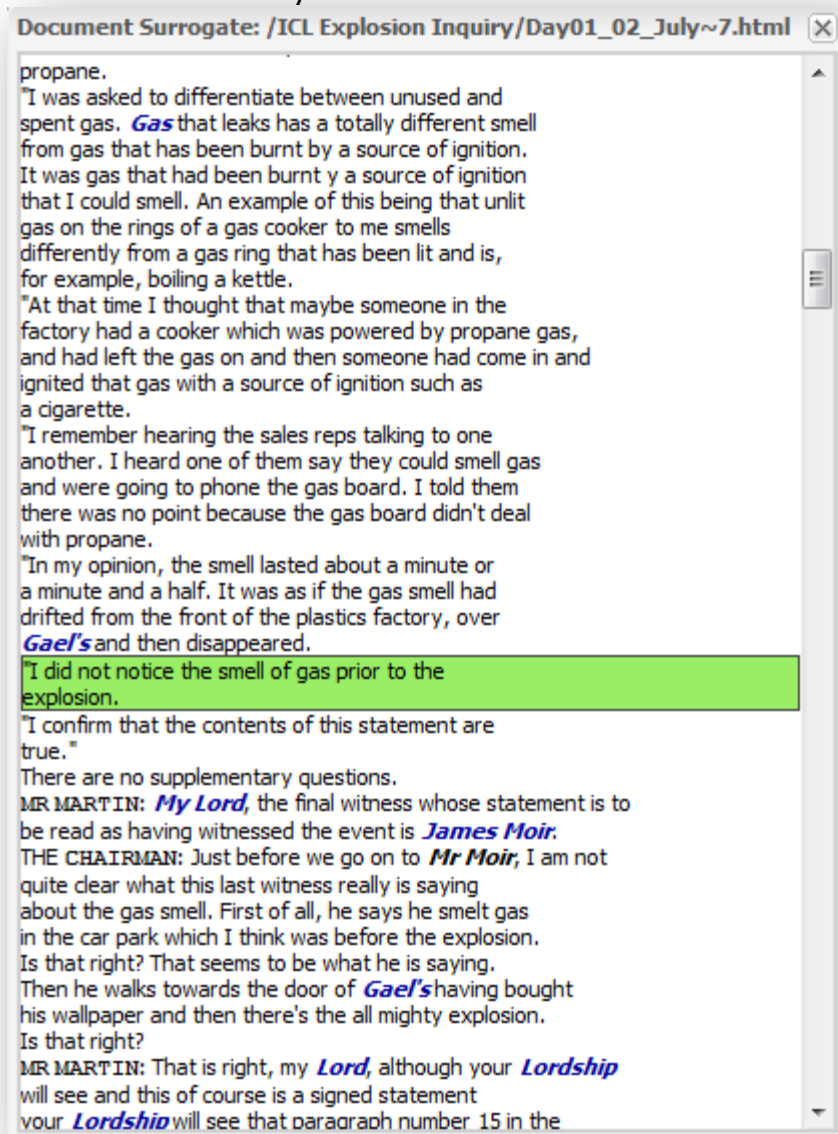 Document Surrogate: /ICL Explosion Inquiry/Day01_02_July~7.html
propane.
"I was asked to differentiate between unused and
spent gas. Gas that leaks has a totally different smell
from gas that has been burnt by a source of ignition.
It was gas that had been burnt y a source of ignition
that I could smell. An example of this being that unlit
gas on the rings of a gas cooker to me smells
differently from a gas ring that has been lit and is,
for example, boiling a kettle.
"At that time I thought that maybe someone in the
factory had a cooker which was powered by propane gas,
and had left the gas on and then someone had come in and
ignited that gas with a source of ignition such as
a cigarette.
"I remember hearing the sales reps talking to one
another. I heard one of them say they could smell gas
and were going to phone the gas board. I told them
there was no point because the gas board didn't deal
with propane.
"In my opinion, the smell lasted about a minute or
a minute and a half. It was as if the gas smell had
drifted from the front of the plastics factory, over
Gael's and then disappeared.
"I did not notice the smell of gas prior to the
explosion.
"I confirm that the contents of this statement are
true."
There are no supplementary questions.
MR MARTIN: My Lord, the final witness whose statement is to
be read as having witnessed the event is James Moir.
THE CHAIRMAN: Just before we go on to Mr Moir, I am not
quite clear what this last witness really is saying
about the gas smell. First of all, he says he smelt gas
in the car park which I think was before the explosion.
Is that right? That seems to be what he is saying.
Then he walks towards the door of Gael's having bought
his wallpaper and then there's the all mighty explosion.
Is that right?
MR MARTIN: That is right, my Lord, although your Lordship
will see and this of course is a signed statement
your Lordship will see that paragraph number 15 in the